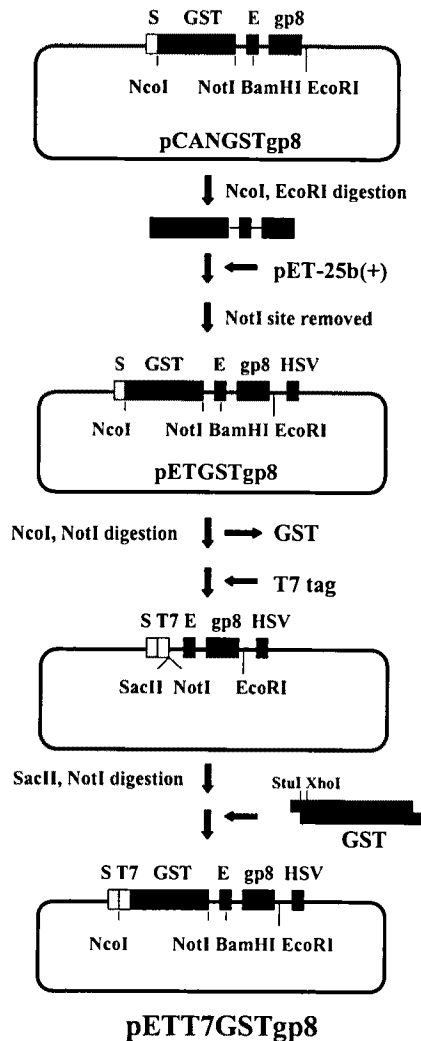 S GST E gp8
NcoI NotI BamHI EcoRI
pCANGSTgp8
NcoI, EcoRI digestion
pET-25b(+)
NotI site removed
S GST E gp8 HSV
NcoI NotI BamHI EcoRI
pETGSTgp8
NcoI, NotI digestion
GST
T7 tag
S T7 E gp8 HSV
SacII NotI EcoRI
SacII, NotI digestion
StuI XhoI
GST
S T7 GST E gp8 HSV
NcoI NotI BamHI EcoRI
pETT7GSTgp8